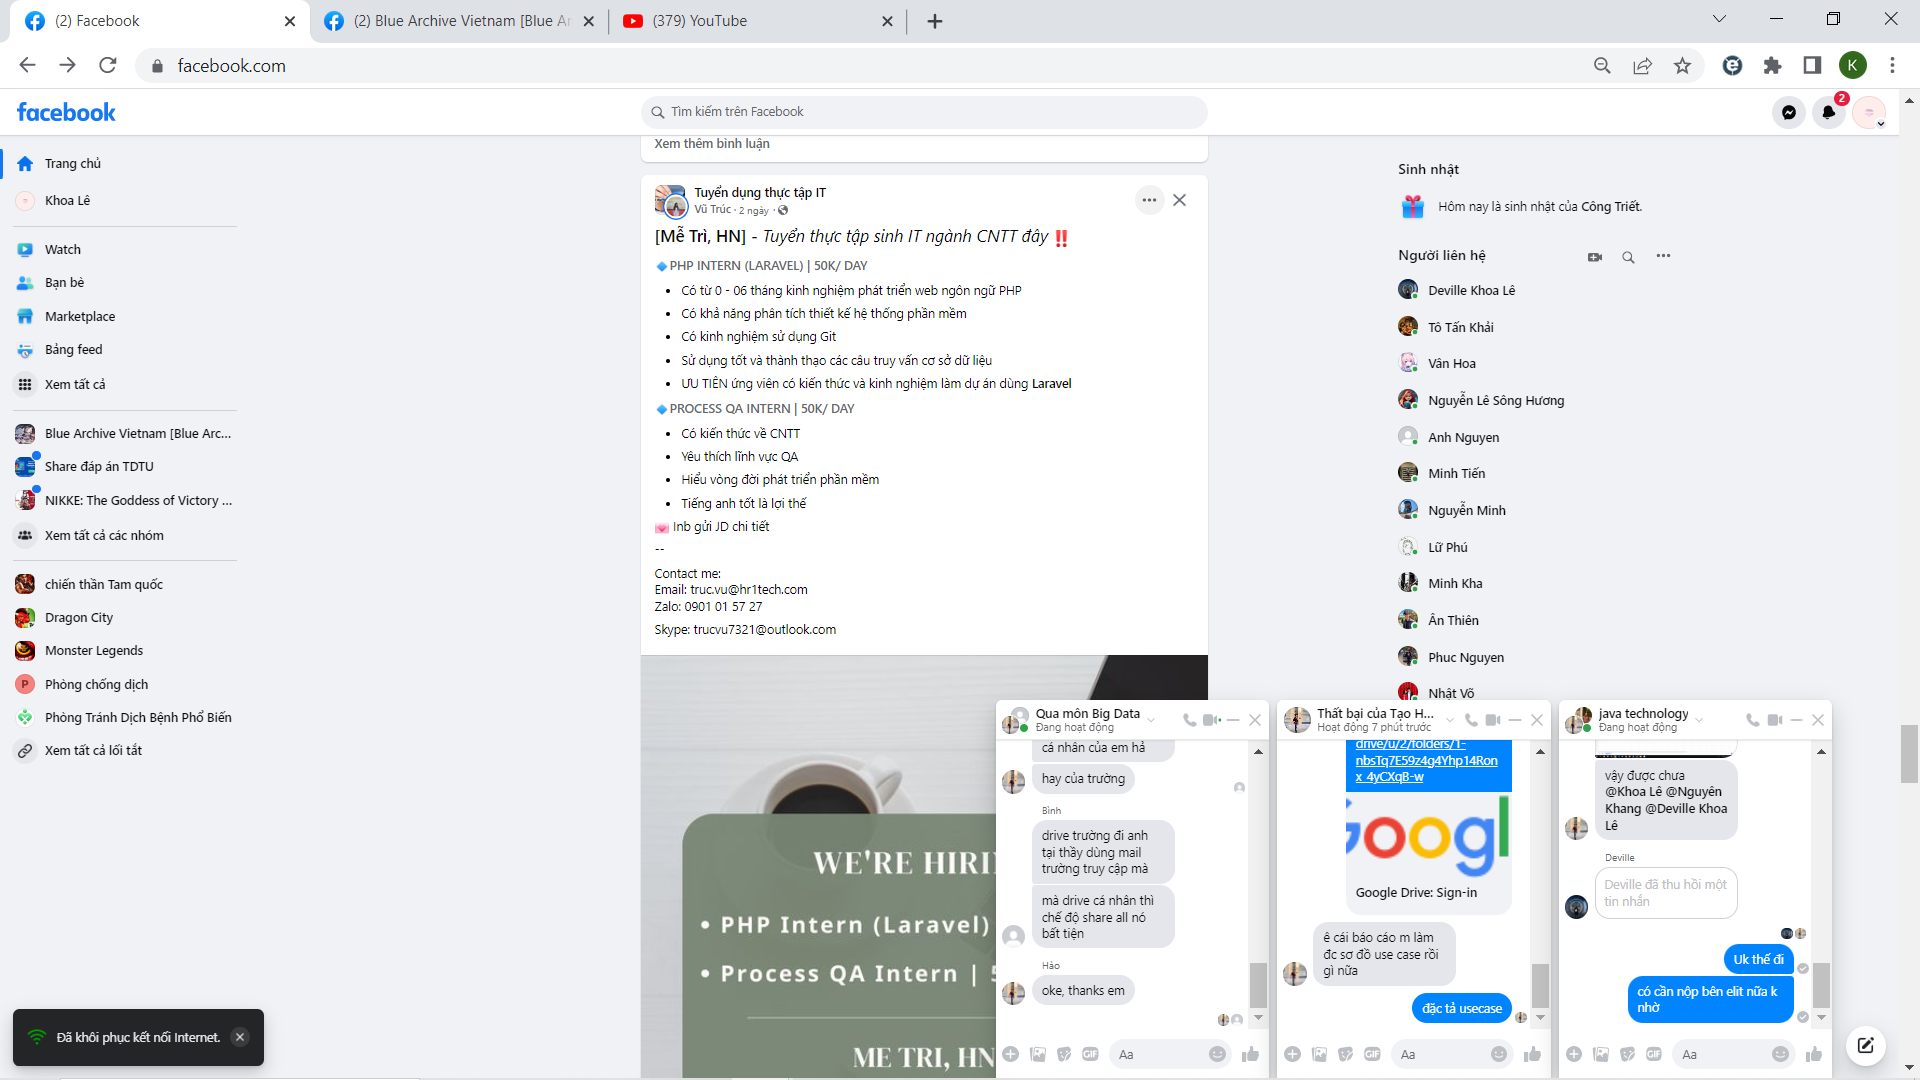 (2) Facebook
(2) Blue Archive Vietnam [Blue Ar
(379) YouTube
facebook.com
K
facebook
Tìm kiếm trên Facebook
2
Trang chủ
Khoa Lê
Watch
Bạn bè
Marketplace
Bảng feed
Xem tất cả
Blue Archive Vietnam [Blue Arc...
Share đáp án TDTU
NIKKE: The Goddess of Victory ...
Xem tất cả các nhóm
chiến thần Tam quốc
Dragon City
Monster Legends
P
Phòng chống dịch
Phòng Tránh Dịch Bệnh Phổ Biến
Xem tất cả lối tắt
Đã khôi phục kết nối Internet.
Xem thêm bình luận
Tuyển dụng thực tập IT
Vũ Trúc · 2 ngày ·
[Mễ Trì, HN] - Tuyển thực tập sinh IT ngành CNTT đây ‼️
🔹PHP INTERN (LARAVEL) | 50K/ DAY
• Có từ 0 - 06 tháng kinh nghiệm phát triển web ngôn ngữ PHP
• Có khả năng phân tích thiết kế hệ thống phần mềm
• Có kinh nghiệm sử dụng Git
• Sử dụng tốt và thành thạo các câu truy vấn cơ sở dữ liệu
• ƯU TIÊN ứng viên có kiến thức và kinh nghiệm làm dự án dùng Laravel
🔹PROCESS QA INTERN | 50K/ DAY
• Có kiến thức về CNTT
• Yêu thích lĩnh vực QA
• Hiểu vòng đời phát triển phần mềm
• Tiếng anh tốt là lợi thế
💌 Inb gửi JD chi tiết
--
Contact me:
Email: truc.vu@hr1tech.com
Zalo: 0901 01 57 27
Skype: trucvu7321@outlook.com
WE'RE HIRIN
• PHP Intern (Laravel)
• Process QA Intern | 5
ME TRI, HN
Sinh nhật
Hôm nay là sinh nhật của Công Triết.
Người liên hệ
Deville Khoa Lê
Tô Tấn Khải
Vân Hoa
Nguyễn Lê Sông Hương
Anh Nguyen
Minh Tiến
Nguyễn Minh
Lữ Phú
Minh Kha
Ân Thiên
Phuc Nguyen
Nhật Võ
Qua môn Big Data
Đang hoạt động
cá nhân của em hả
hay của trường
Bình
drive trường đi anh
tại thầy dùng mail
trường truy cập mà
mà drive cá nhân thì
chế độ share all nó
bất tiện
Hào
oke, thanks em
GIF
Aa
Thất bại của Tạo H...
Hoạt động 7 phút trước
drive/u/2/folders/1-
nbsTq7E59z4g4Yhp14Ron
x_4yCXqB-w
Googl
Google Drive: Sign-in
ê cái báo cáo m làm
đc sơ đồ use case rồi
gì nữa
đặc tả usecase
GIF
Aa
java technology
Đang hoạt động
vậy được chưa
@Khoa Lê @Nguyên
Khang @Deville Khoa
Lê
Deville
Deville đã thu hồi một
tin nhắn
Uk thế đi
có cần nộp bên elit nữa k
nhờ
GIF
Aa